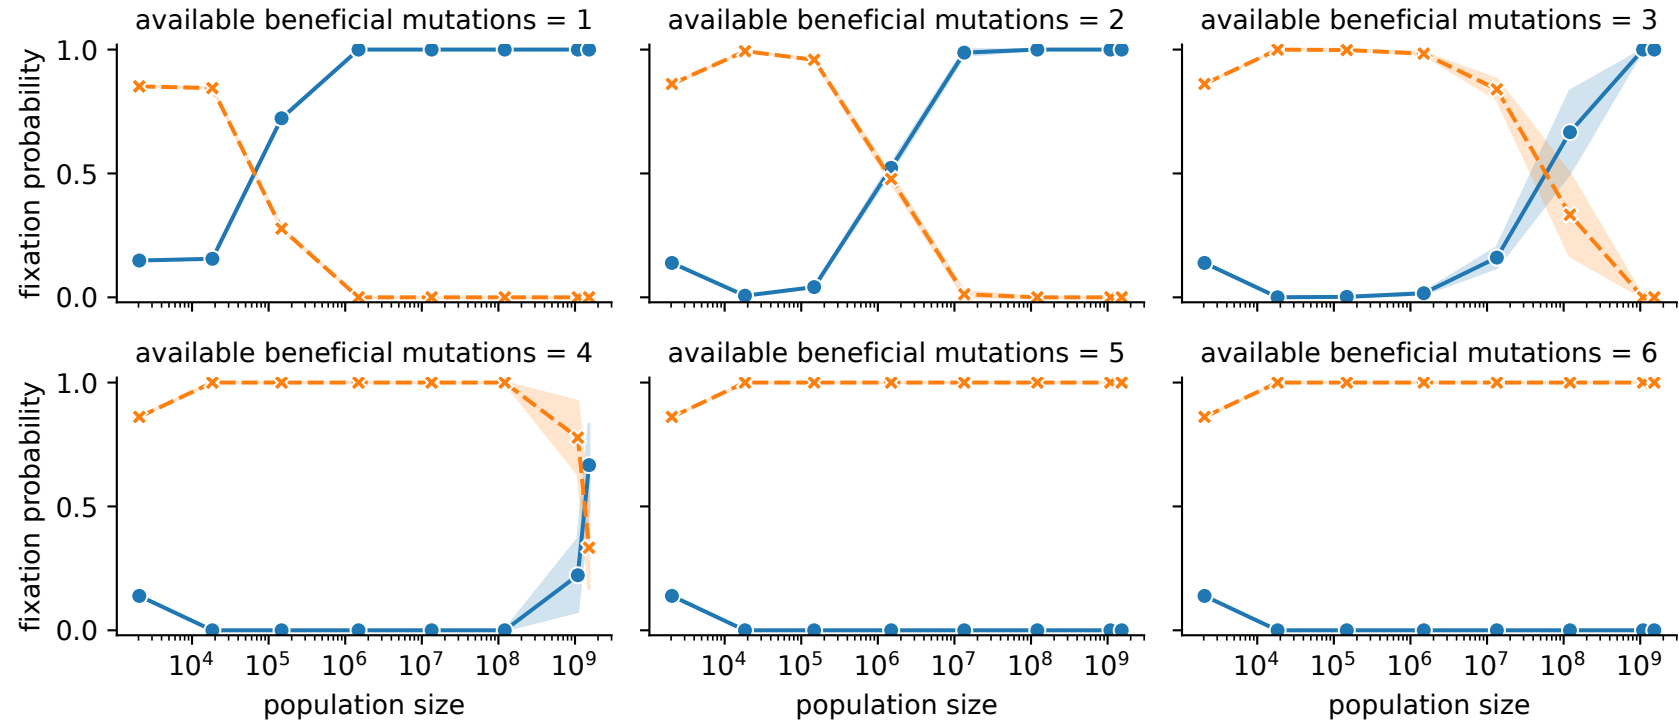 available beneficial mutations = 1
available beneficial mutations = 2
available beneficial mutations = 3
fixation probability
1.0
0.5
0.0
available beneficial mutations = 4
available beneficial mutations = 5
available beneficial mutations = 6
fixation probability
1.0
0.5
0.0
10⁴ 10⁵ 10⁶ 10⁷ 10⁸ 10⁹
10⁴ 10⁵ 10⁶ 10⁷ 10⁸ 10⁹
10⁴ 10⁵ 10⁶ 10⁷ 10⁸ 10⁹
population size
population size
population size